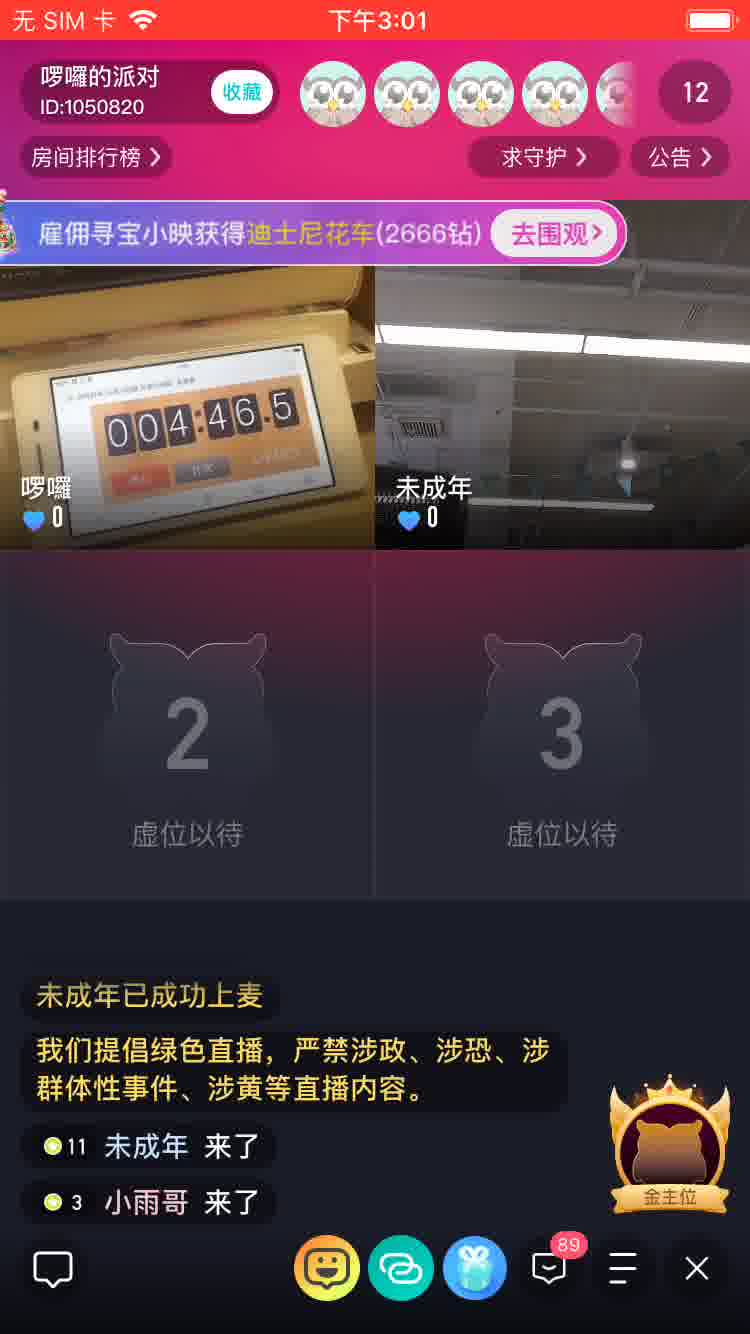 无 SIM 卡
下午3:01
啰囉的派对
ID:1050820
收藏
12
房间排行榜
求守护
公告
雇佣寻宝小映获得迪士尼花车(2666钻)
去围观
004:46.5
啰囉
0
未成年
0
2
虚位以待
3
虚位以待
未成年已成功上麦
我们提倡绿色直播，严禁涉政、涉恐、涉
群体性事件、涉黄等直播内容。
11 未成年 来了
3 小雨哥 来了
金主位
89